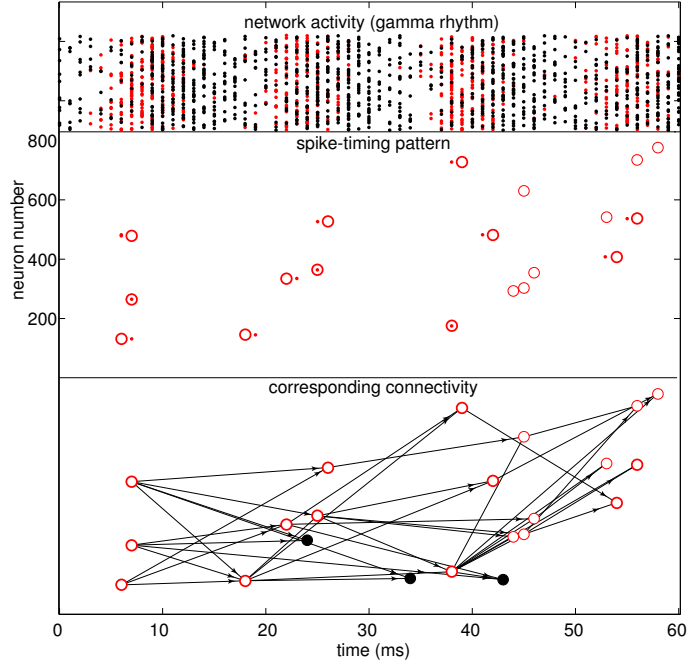 network activity (gamma rhythm)
spike-timing pattern
800
600
400
200
neuron number
corresponding connectivity
0 10 20 30 40 50 60
time (ms)